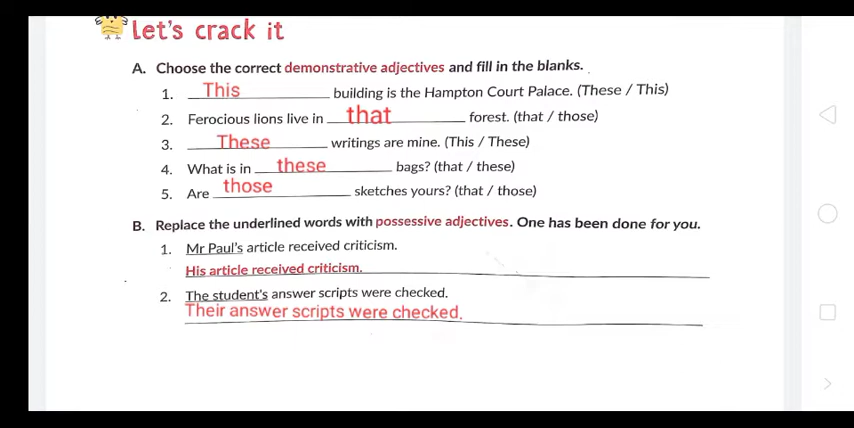 Let's crack it
A. Choose the correct demonstrative adjectives and fill in the blanks.
1. This building is the Hampton Court Palace. (These / This)
2. Ferocious lions live in that forest. (that / those)
3. These writings are mine. (This / These)
4. What is in these bags? (that / these)
5. Are those sketches yours? (that / those)
B. Replace the underlined words with possessive adjectives. One has been done for you.
1. Mr Paul's article received criticism.
His article received criticism.
2. The student's answer scripts were checked.
Their answer scripts were checked.